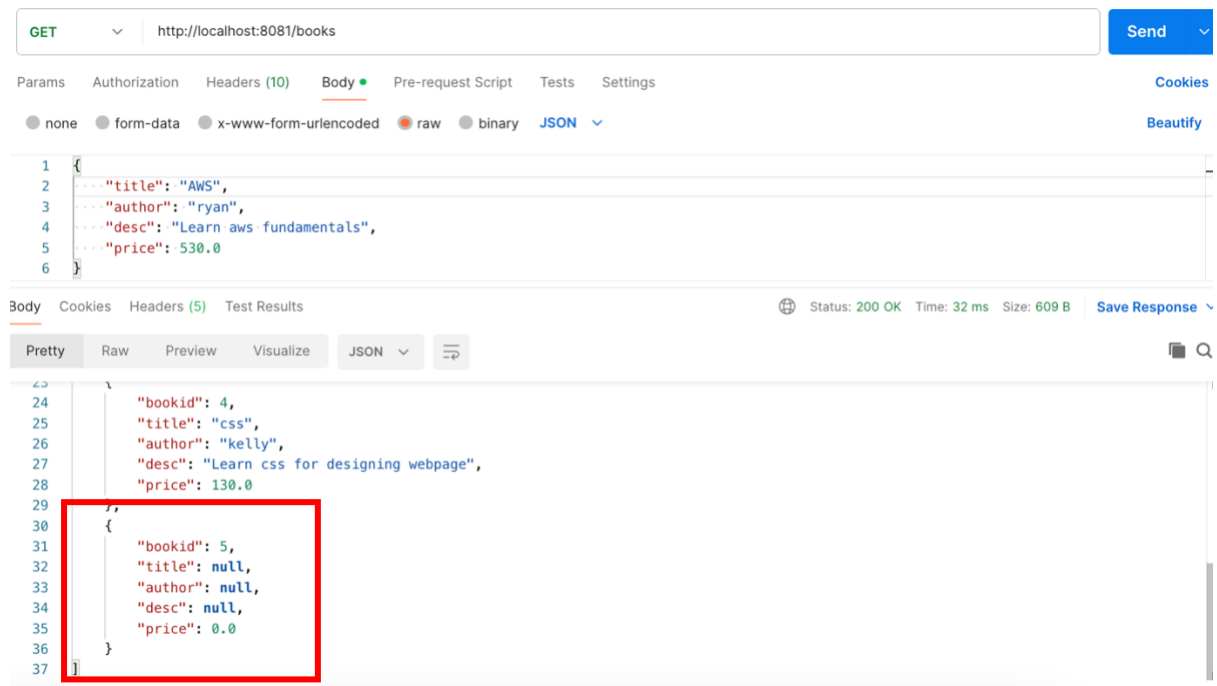 GET http://localhost:8081/books Send
Params Authorization Headers (10) Body Pre-request Script Tests Settings Cookies
none form-data x-www-form-urlencoded raw binary JSON Beautify
1 {
2 "title": "AWS",
3 "author": "ryan",
4 "desc": "Learn aws fundamentals",
5 "price": 530.0
6 }
Body Cookies Headers (5) Test Results Status: 200 OK Time: 32 ms Size: 609 B Save Response
Pretty Raw Preview Visualize JSON
23 {
24 "bookid": 4,
25 "title": "css",
26 "author": "kelly",
27 "desc": "Learn css for designing webpage",
28 "price": 130.0
29 },
30 {
31 "bookid": 5,
32 "title": null,
33 "author": null,
34 "desc": null,
35 "price": 0.0
36 }
37 ]